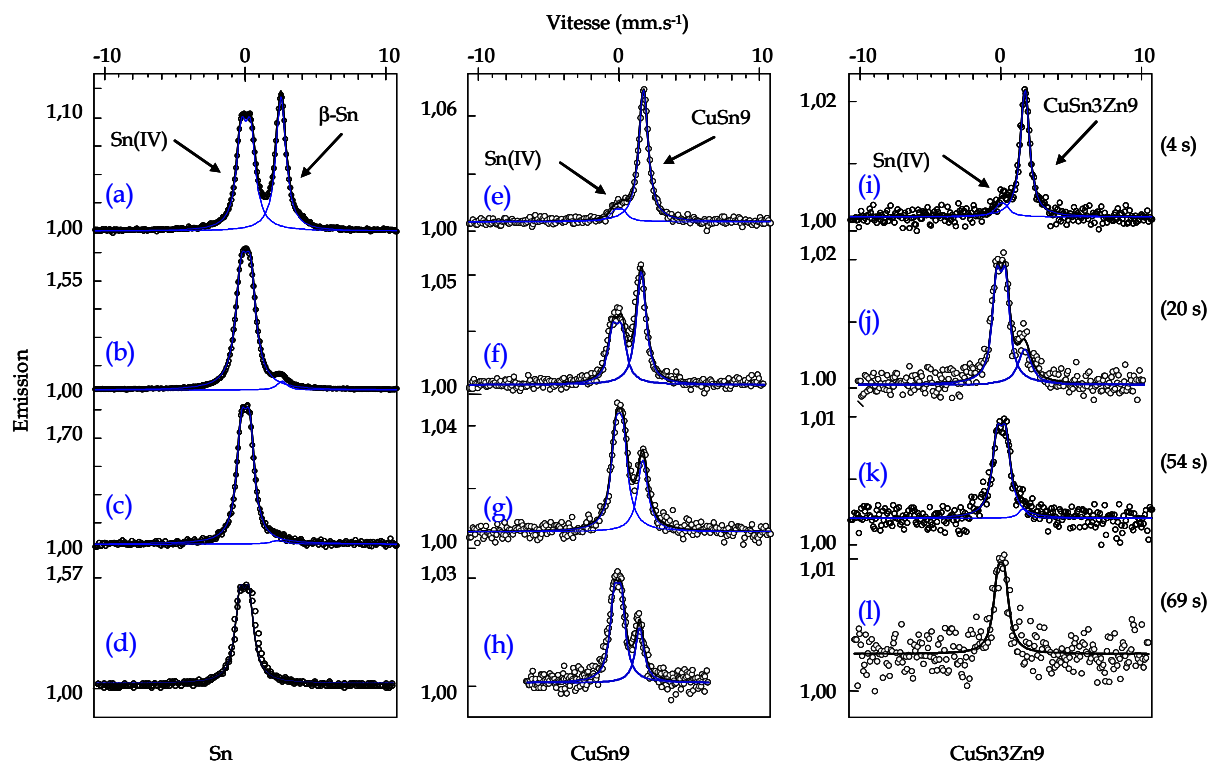 Vitesse (mm.s-1)
-10 0 10 -10 0 10 -10 0 10
1,10
Sn(IV)
β-Sn
(a)
1,00
1,06
CuSn9
Sn(IV)
(e)
1,00
1,02
CuSn3Zn9
Sn(IV)
(i)
1,00
(4 s)
1,55
(b)
1,00
1,05
(f)
1,00
1,02
(j)
1,00
(20 s)
Emission
1,70
(c)
1,00
1,04
(g)
1,00
1,01
(k)
1,00
(54 s)
1,57
(d)
1,00
1,03
(h)
1,00
1,01
(l)
1,00
(69 s)
Sn CuSn9 CuSn3Zn9